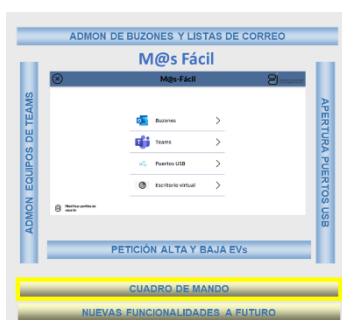 ADMON DE BUZONES Y LISTAS DE CORREO
M@s Fácil
ADMON EQUIPOS DE TEAMS
M@s-Fácil
Buzones
Teams
Puertos USB
Escritorio virtual
APERTURA PUERTOS USB
PETICIÓN ALTA Y BAJA EVs
CUADRO DE MANDO
NUEVAS FUNCIONALIDADES A FUTURO